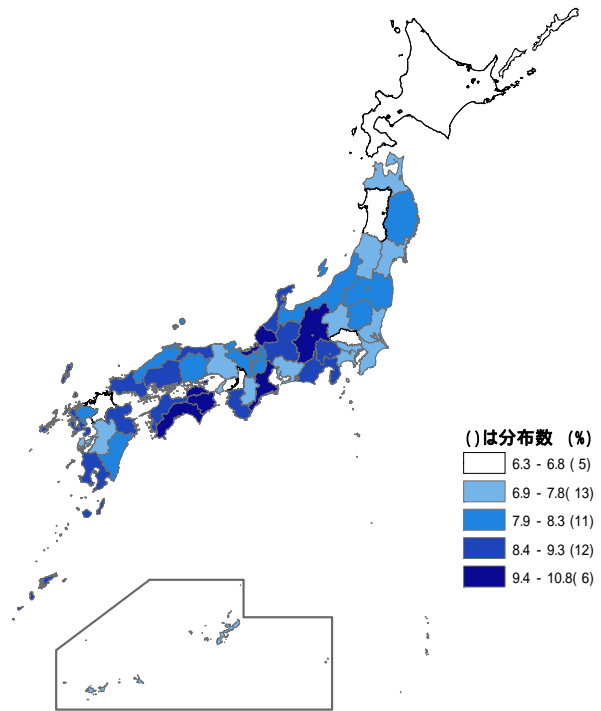 ()は分布数 (%)
6.3 - 6.8 ( 5)
6.9 - 7.8( 13)
7.9 - 8.3 (11)
8.4 - 9.3 (12)
9.4 - 10.8( 6)